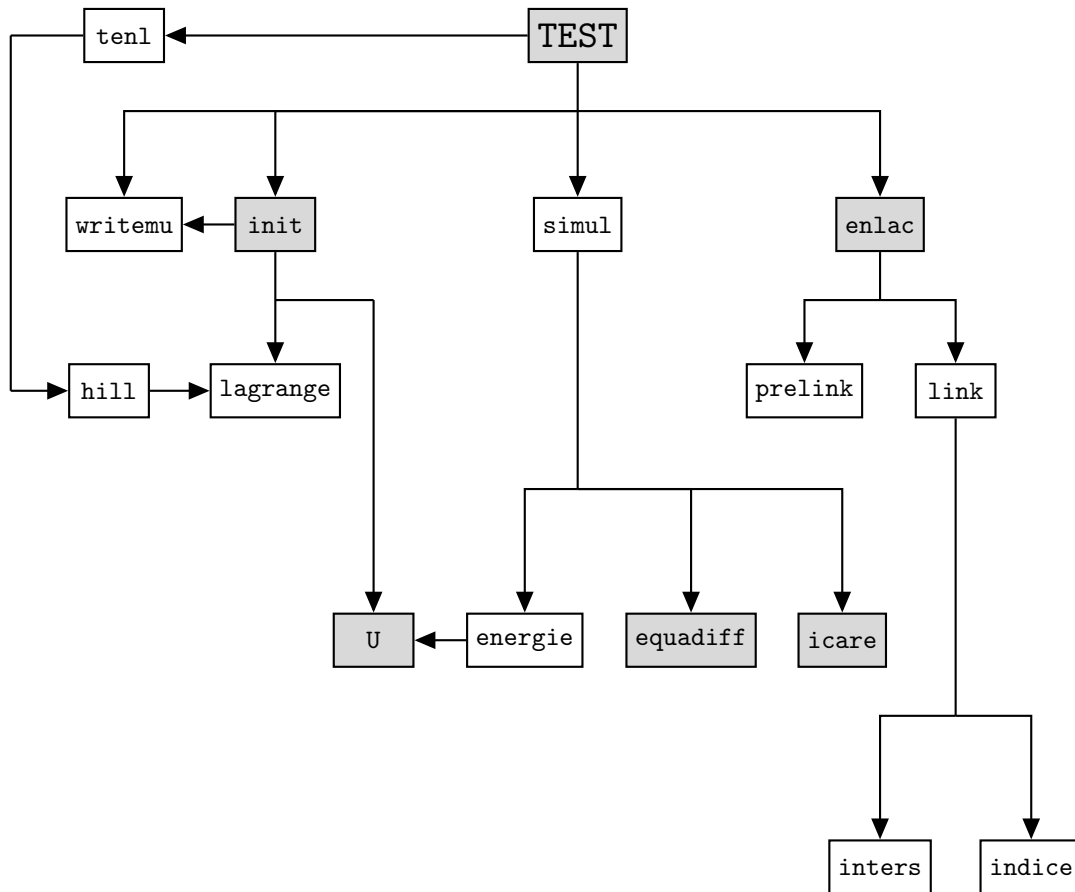 tenl
TEST
writemu
init
simul
enlac
hill
lagrange
prelink
link
U
energie
equadiff
icare
inters
indice